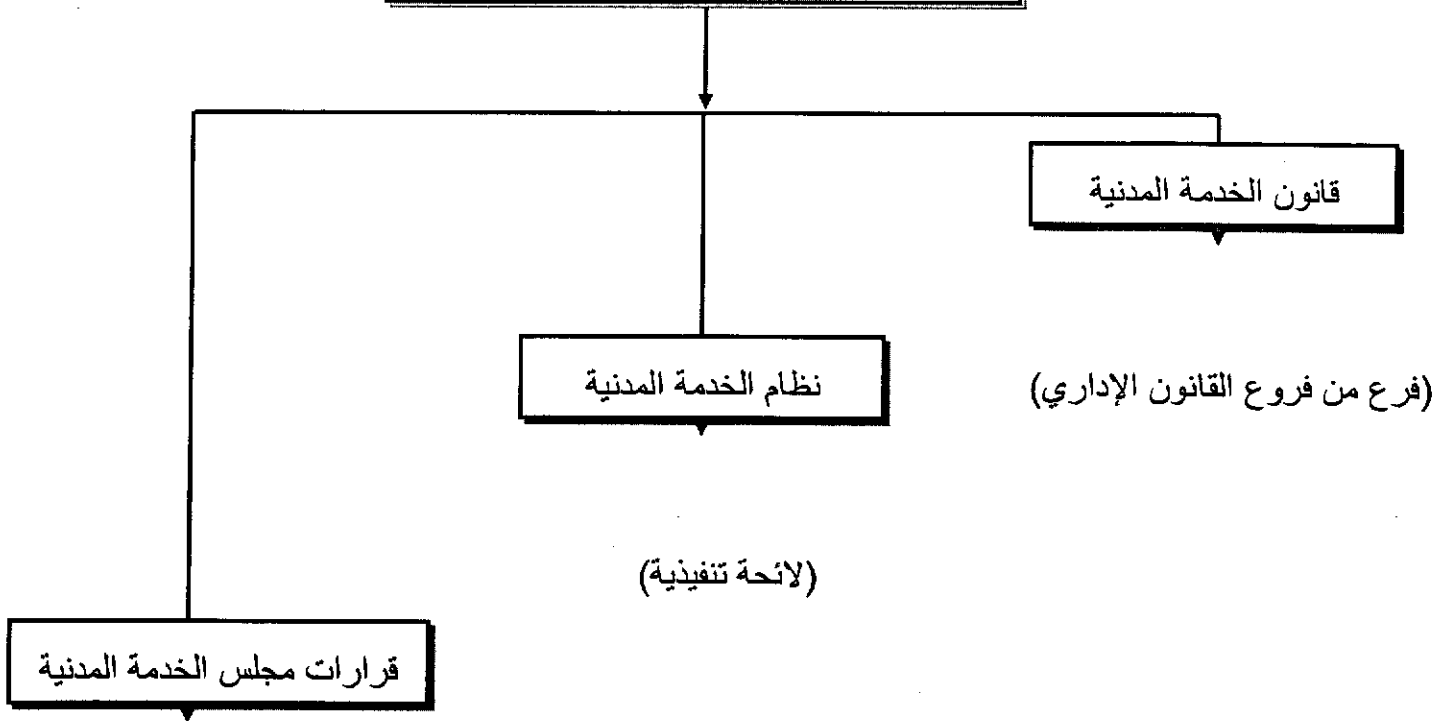 قانون الخدمة المدنية
نظام الخدمة المدنية
(فرع من فروع القانون الإداري)
(لائحة تنفيذية)
قرارات مجلس الخدمة المدنية